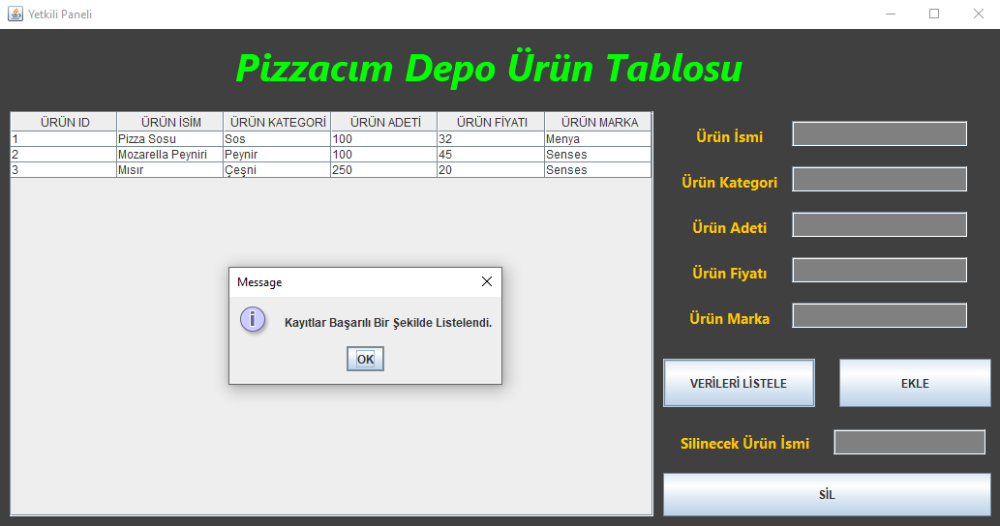 Yetkili Paneli
Pizzacım Depo Ürün Tablosu
ÜRÜN ID ÜRÜN İSİM ÜRÜN KATEGORİ ÜRÜN ADETİ ÜRÜN FİYATI ÜRÜN MARKA
1 Pizza Sosu Sos 100 32 Menya
2 Mozarella Peyniri Peynir 100 45 Senses
3 Mısır Çeşni 250 20 Senses
Message
Kayıtlar Başarılı Bir Şekilde Listelendi.
OK
Ürün İsmi
Ürün Kategori
Ürün Adeti
Ürün Fiyatı
Ürün Marka
VERİLERİ LİSTELE EKLE
Silinecek Ürün İsmi
SİL